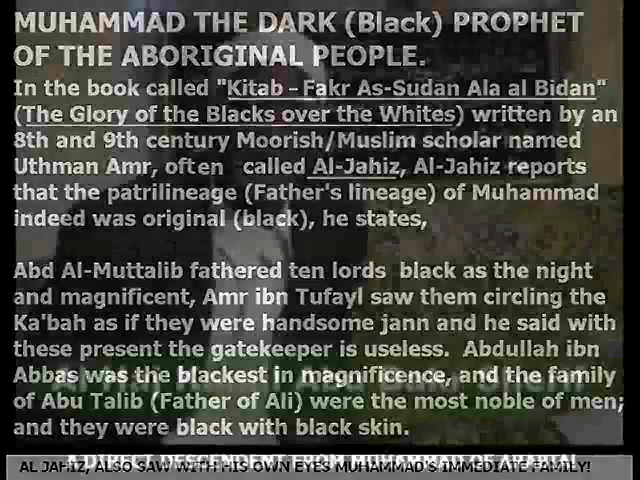 MUHAMMAD THE DARK (Black) PROPHET
OF THE ABORIGINAL PEOPLE.
In the book called "Kitab – Fakr As-Sudan Ala al Bidan"
(The Glory of the Blacks over the Whites) written by an
8th and 9th century Moorish/Muslim scholar named
Uthman Amr, often called Al-Jahiz, Al-Jahiz reports
that the patrilineage (Father's lineage) of Muhammad
indeed was original (black), he states,
Abd Al-Muttalib fathered ten lords black as the night
and magnificent, Amr ibn Tufayl saw them circling the
Ka'bah as if they were handsome jann and he said with
these present the gatekeeper is useless. Abdullah ibn
Abbas was the blackest in magnificence, and the family
of Abu Talib (Father of Ali) were the most noble of men;
and they were black with black skin.
A DIRECT DESCENDENT FROM MUHAMMAD OF
AL JAHIZ, ALSO SAW WITH HIS OWN EYES MUHAMMAD'S IMMEDIATE FAMILY!